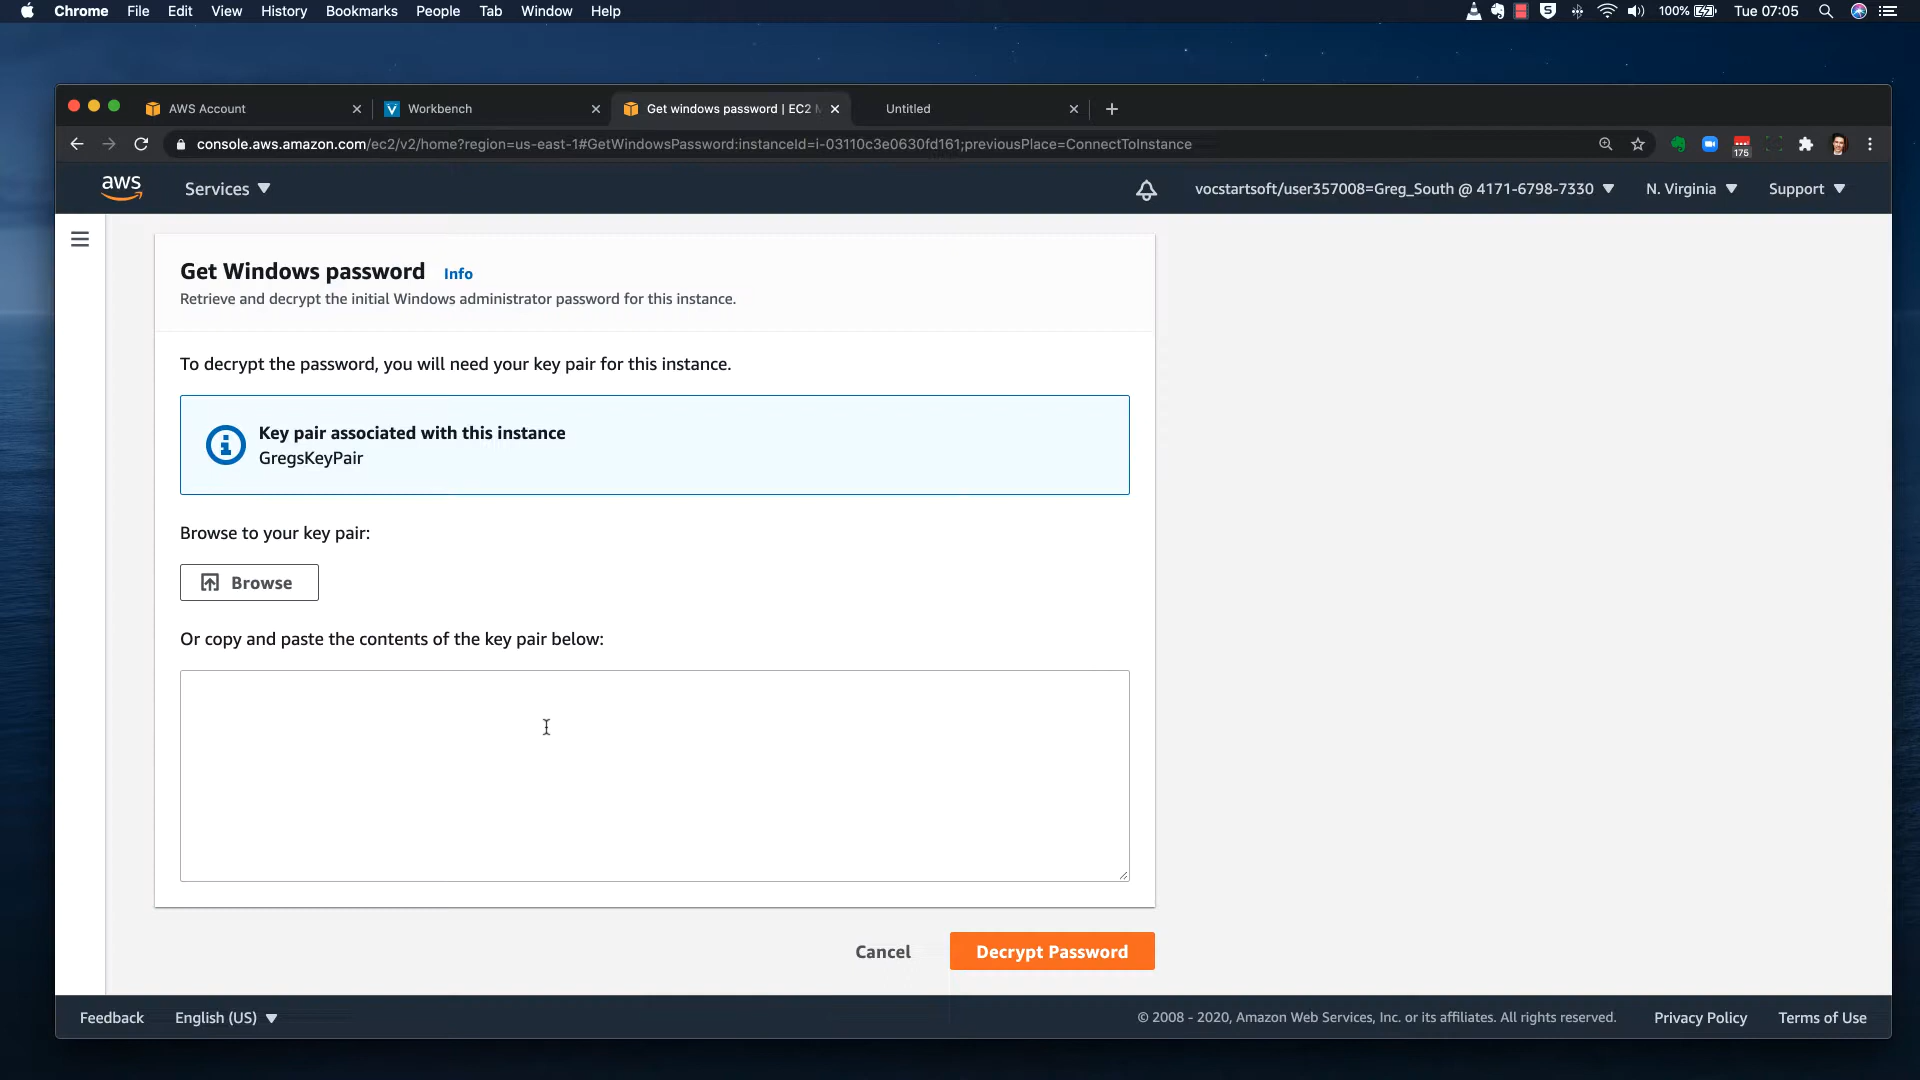 Chrome File Edit View History Bookmarks People Tab Window Help
100% Tue 07:05
AWS Account
Workbench
Get windows password | EC2 M
Untitled
console.aws.amazon.com/ec2/v2/home?region=us-east-1#GetWindowsPassword:instanceId=i-03110c3e0630fd161;previousPlace=ConnectToInstance
175
aws
Services
vocstartsoft/user357008=Greg_South @ 4171-6798-7330
N. Virginia
Support
Get Windows password Info
Retrieve and decrypt the initial Windows administrator password for this instance.
To decrypt the password, you will need your key pair for this instance.
Key pair associated with this instance
GregsKeyPair
Browse to your key pair:
Browse
Or copy and paste the contents of the key pair below:
Cancel
Decrypt Password
Feedback
English (US)
© 2008 - 2020, Amazon Web Services, Inc. or its affiliates. All rights reserved.
Privacy Policy
Terms of Use